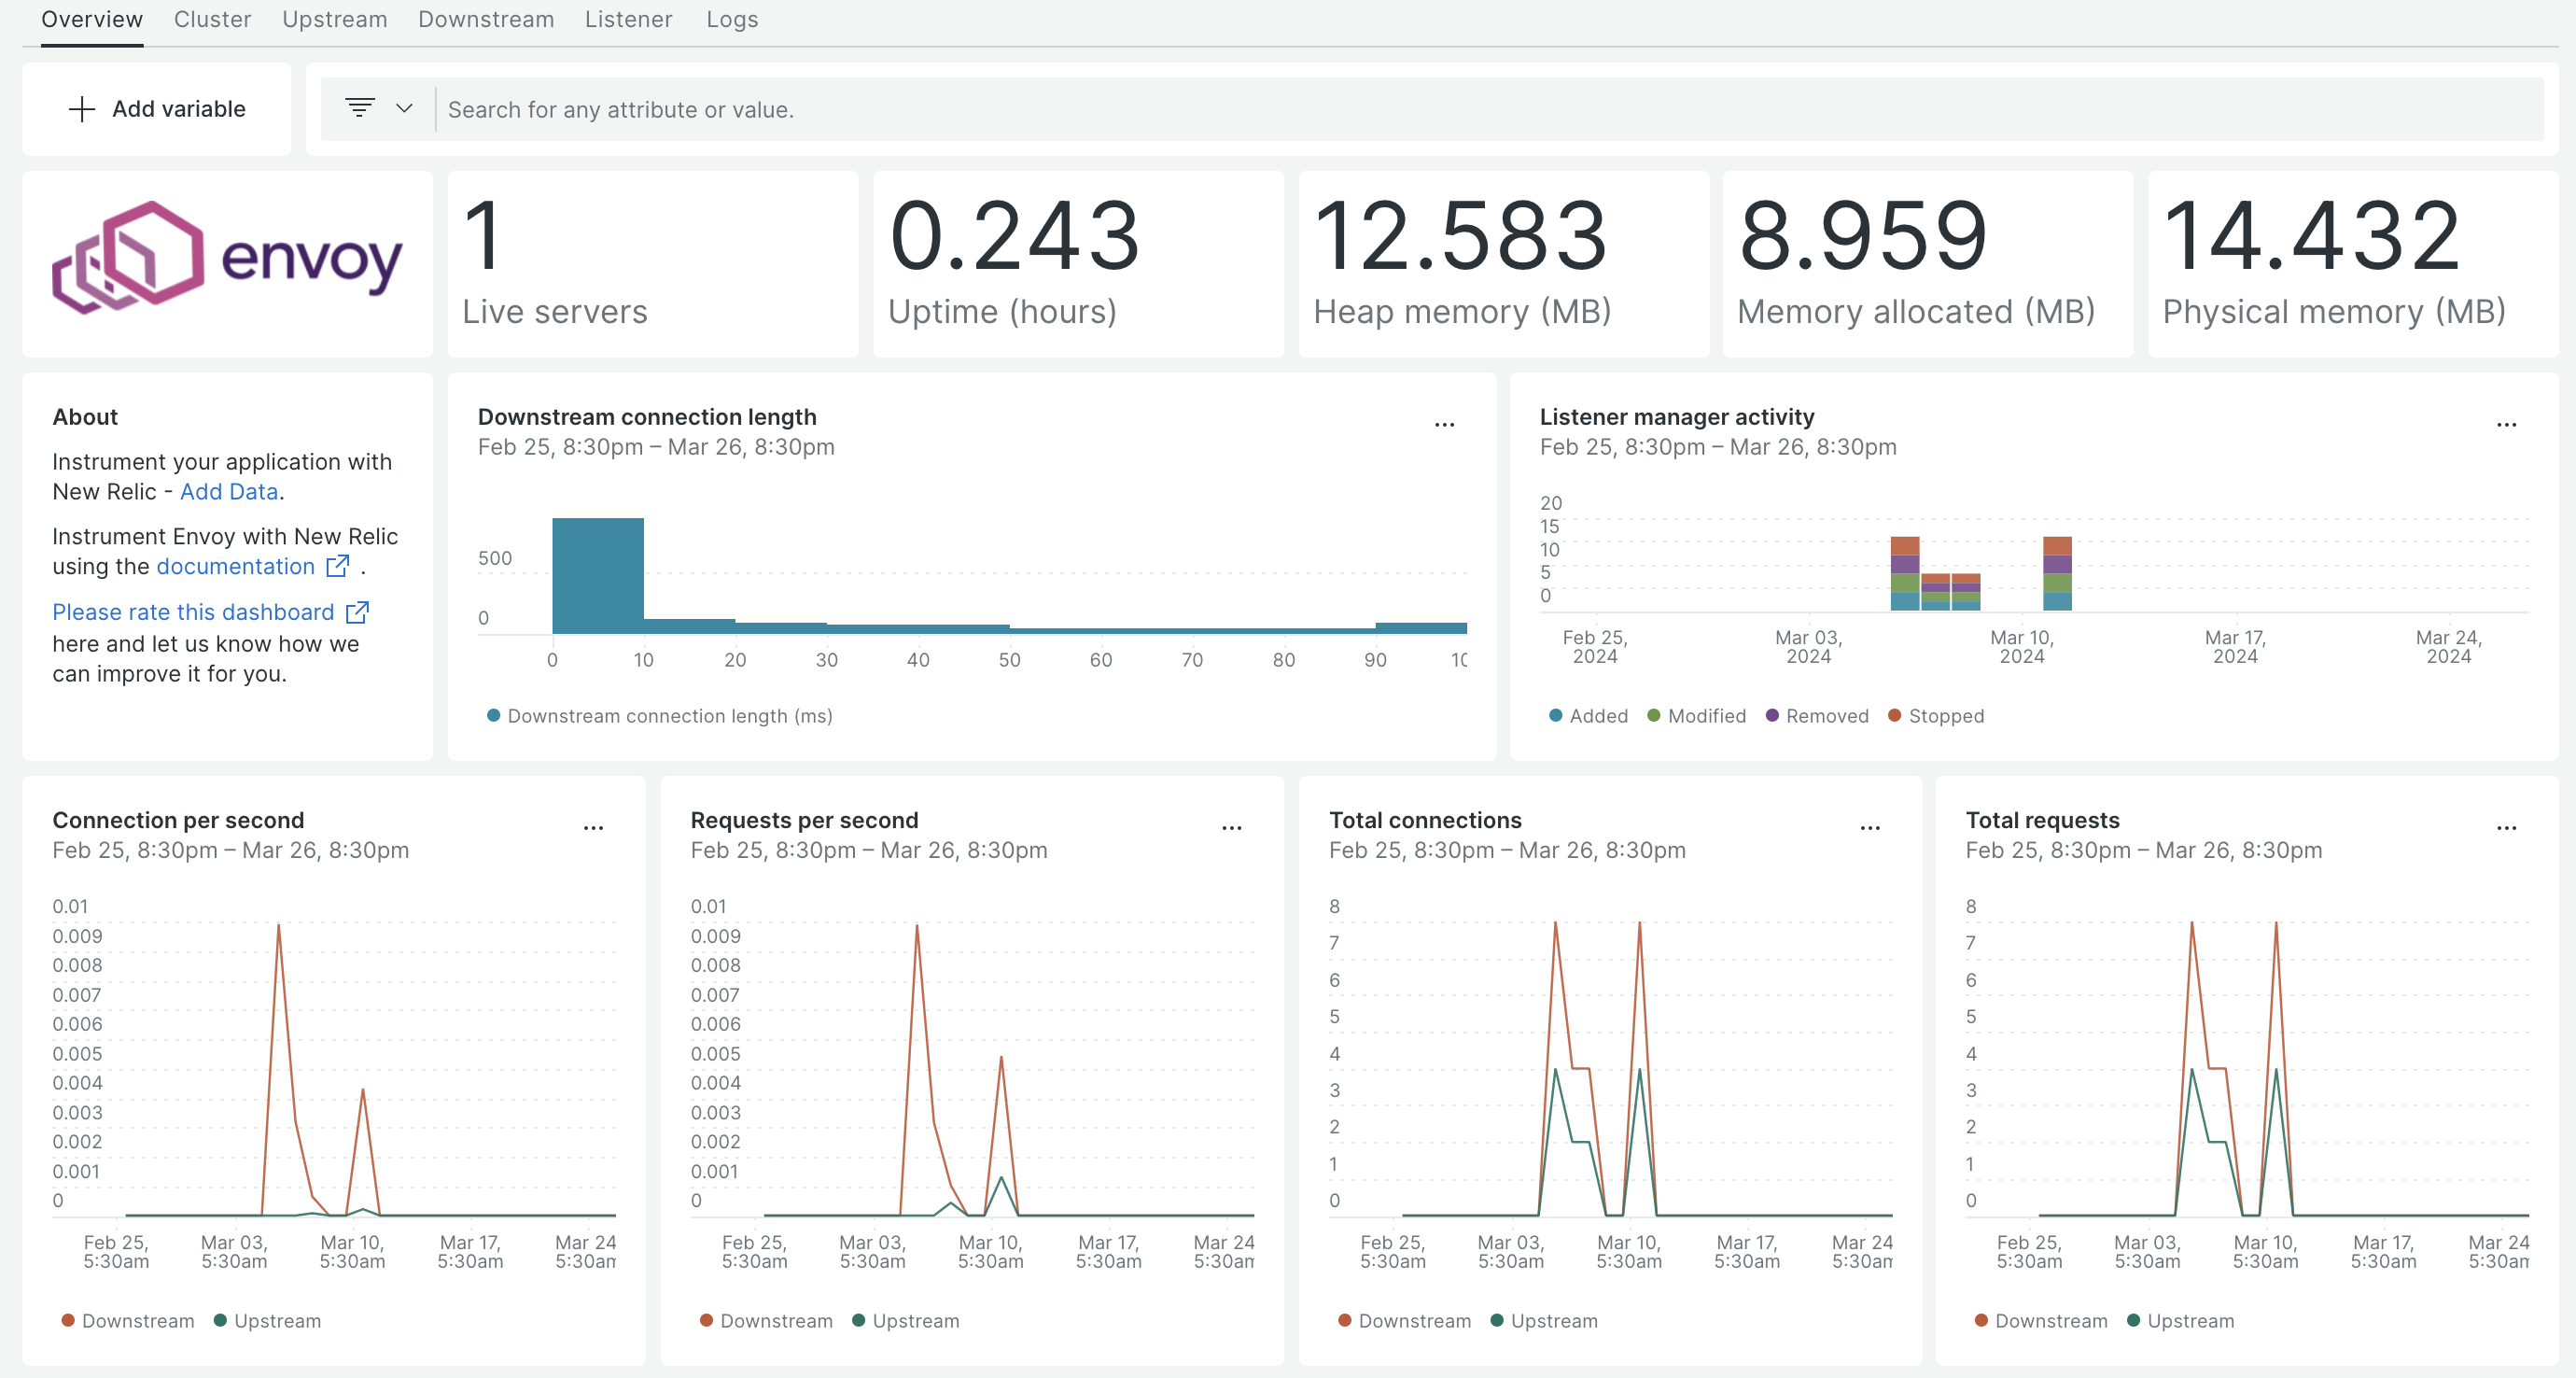 Overview Cluster Upstream Downstream Listener Logs
Add variable
Search for any attribute or value.
envoy
1
Live servers
0.243
Uptime (hours)
12.583
Heap memory (MB)
8.959
Memory allocated (MB)
14.432
Physical memory (MB)
About
Instrument your application with
New Relic - Add Data.
Instrument Envoy with New Relic
using the documentation .
Please rate this dashboard
here and let us know how we
can improve it for you.
Downstream connection length
Feb 25, 8:30pm – Mar 26, 8:30pm
500
0
0 10 20 30 40 50 60 70 80 90 10
Downstream connection length (ms)
Listener manager activity
Feb 25, 8:30pm – Mar 26, 8:30pm
20
15
10
5
0
Feb 25, Mar 03, Mar 10, Mar 17, Mar 24,
2024 2024 2024 2024 2024
Added Modified Removed Stopped
Connection per second
Feb 25, 8:30pm – Mar 26, 8:30pm
0.01
0.009
0.008
0.007
0.006
0.005
0.004
0.003
0.002
0.001
0
Feb 25, Mar 03, Mar 10, Mar 17, Mar 24
5:30am 5:30am 5:30am 5:30am 5:30am
Downstream Upstream
Requests per second
Feb 25, 8:30pm – Mar 26, 8:30pm
0.01
0.009
0.008
0.007
0.006
0.005
0.004
0.003
0.002
0.001
0
Feb 25, Mar 03, Mar 10, Mar 17, Mar 24
5:30am 5:30am 5:30am 5:30am 5:30am
Downstream Upstream
Total connections
Feb 25, 8:30pm – Mar 26, 8:30pm
8
7
6
5
4
3
2
1
0
Feb 25, Mar 03, Mar 10, Mar 17, Mar 24
5:30am 5:30am 5:30am 5:30am 5:30am
Downstream Upstream
Total requests
Feb 25, 8:30pm – Mar 26, 8:30pm
8
7
6
5
4
3
2
1
0
Feb 25, Mar 03, Mar 10, Mar 17, Mar 24
5:30am 5:30am 5:30am 5:30am 5:30am
Downstream Upstream